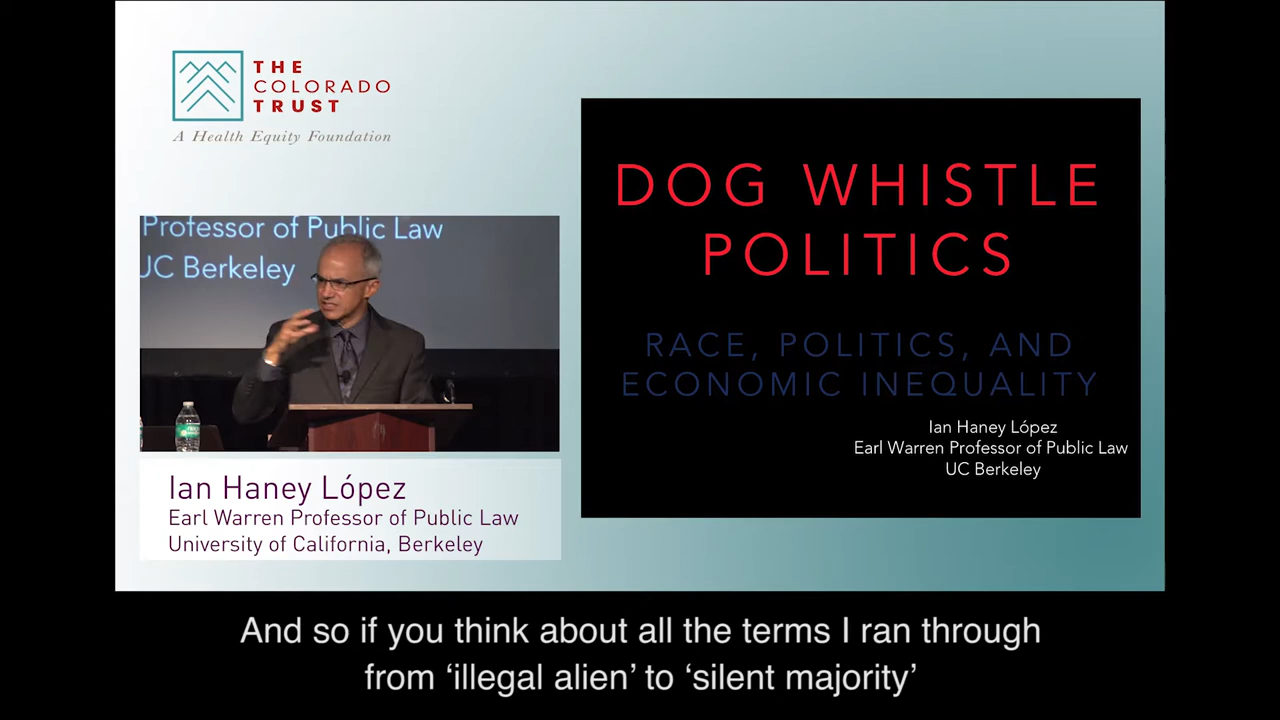 THE
COLORADO
TRUST
A Health Equity Foundation
Professor of Public Law
UC Berkeley
Ian Haney López
Earl Warren Professor of Public Law
University of California, Berkeley
DOG WHISTLE
POLITICS
RACE, POLITICS, AND
ECONOMIC INEQUALITY
Ian Haney López
Earl Warren Professor of Public Law
UC Berkeley
And so if you think about all the terms I ran through
from ‘illegal alien’ to ‘silent majority’